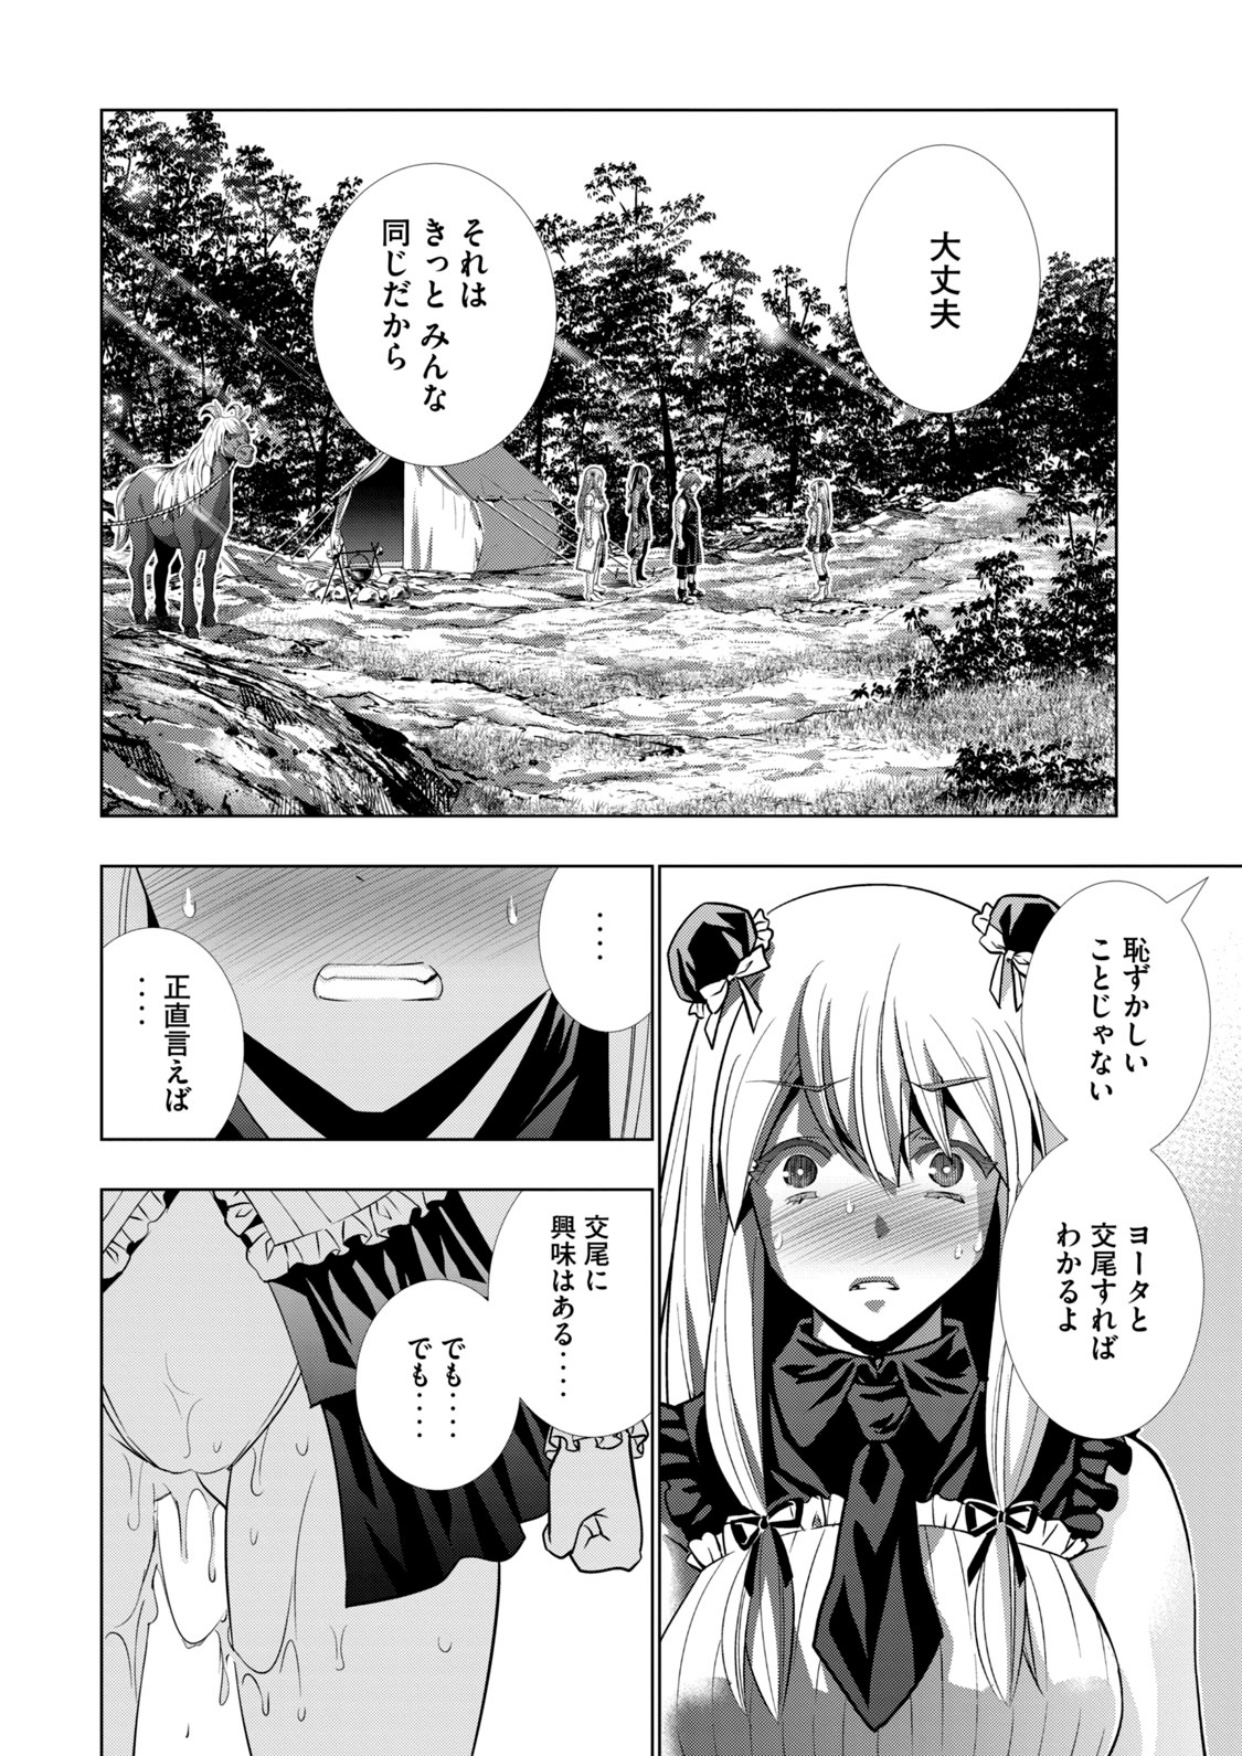 大丈夫
それは
きっと みんな
同じだから
恥ずかしい
ことじゃない
ヨータと
交尾すれば
わかるよ
‥‥
正直言えば
‥‥
交尾に
興味はある‥‥
でも‥‥
でも‥‥